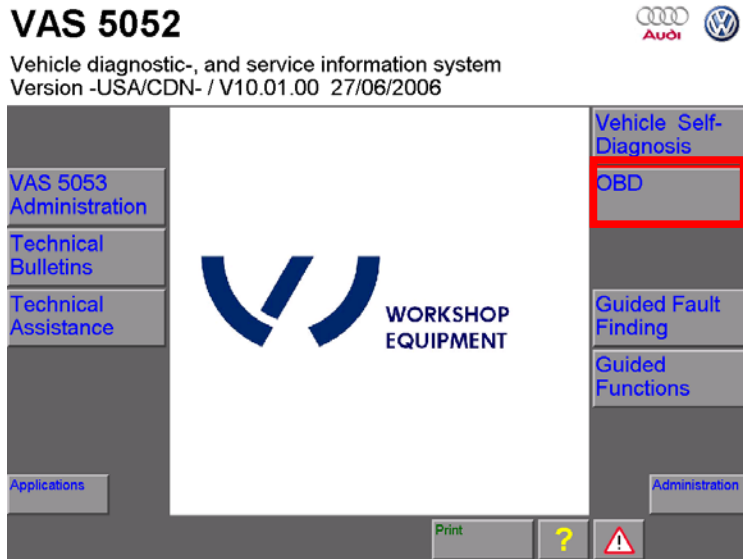 VAS 5052
Audi
Vehicle diagnostic-, and service information system
Version -USA/CDN- / V10.01.00 27/06/2006
Vehicle Self-
Diagnosis
VAS 5053
Administration
OBD
Technical
Bulletins
Technical
Assistance
WORKSHOP
EQUIPMENT
Guided Fault
Finding
Guided
Functions
Applications
Administration
Print
?